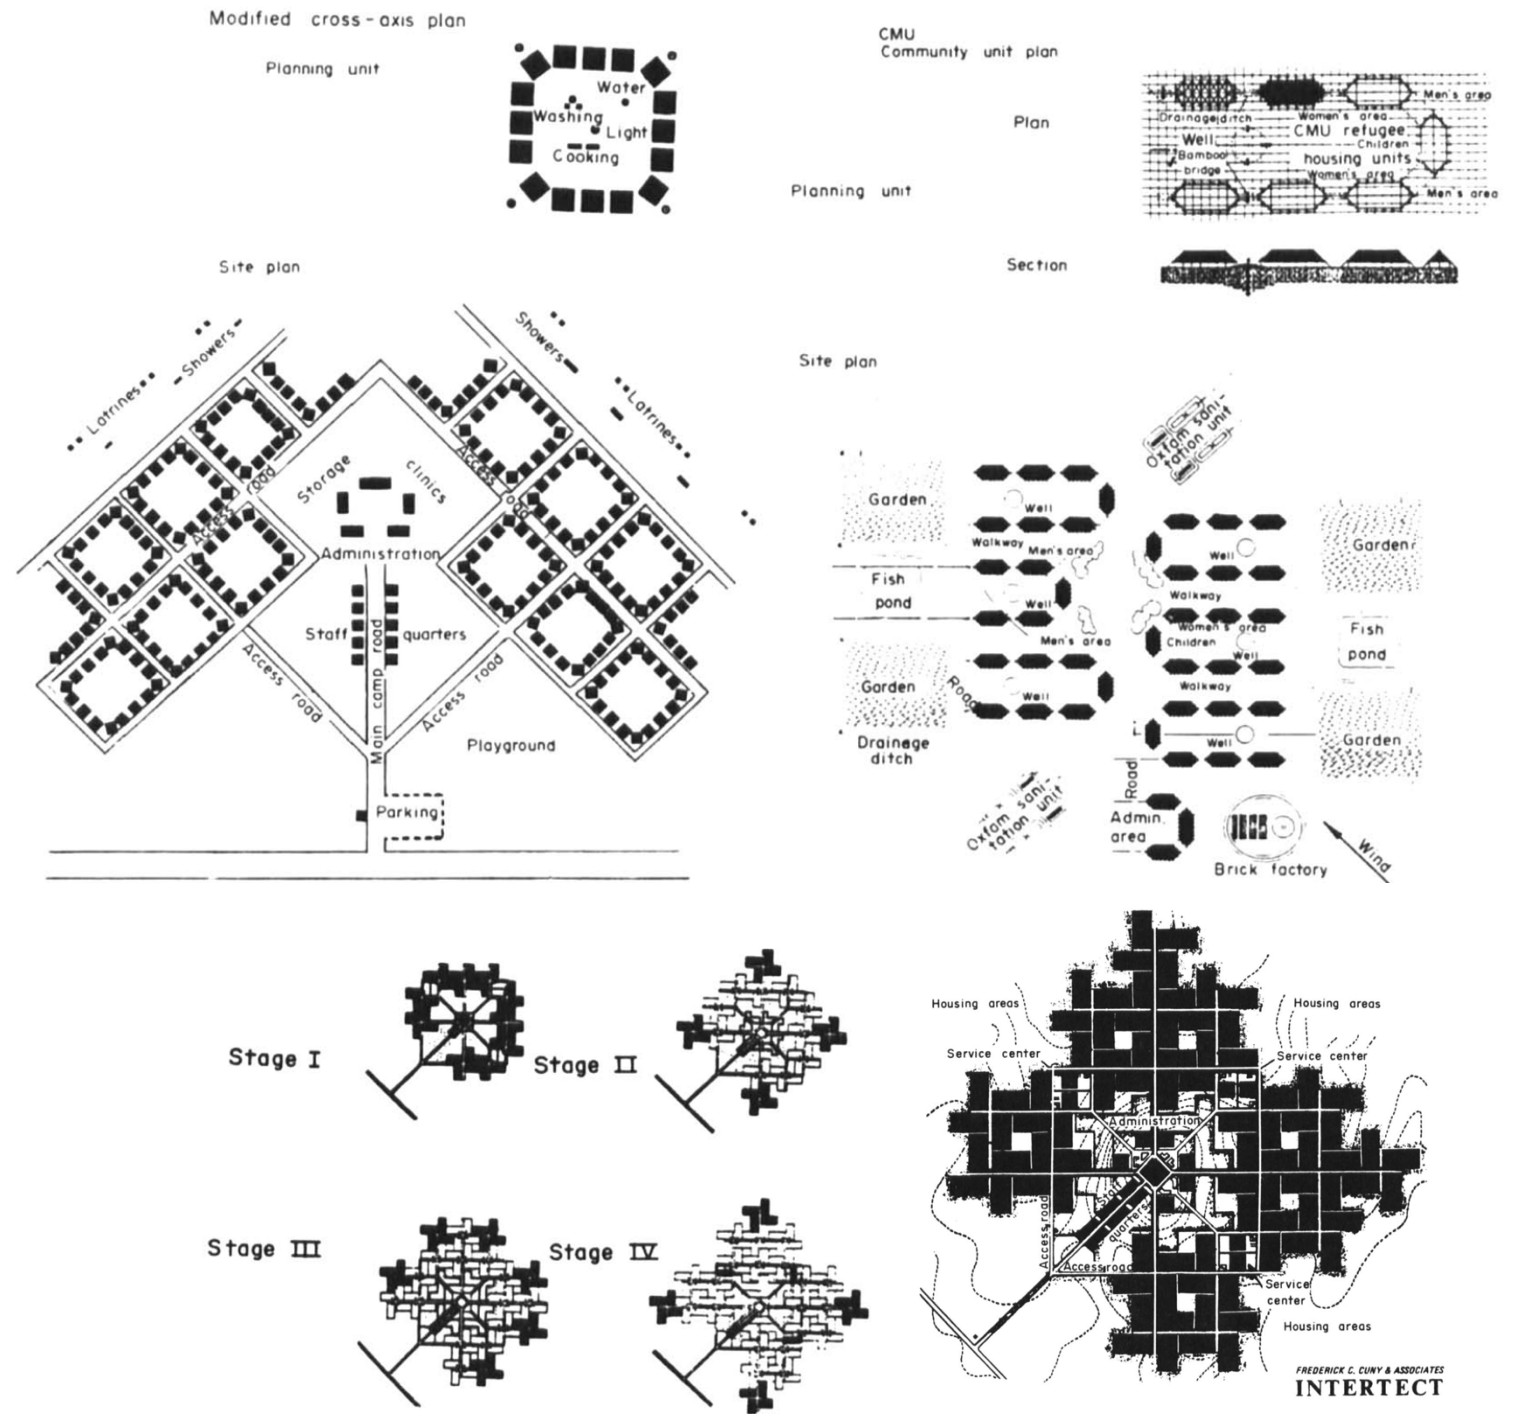 Modified cross-axis plan
Planning unit
Water
Washing
Light
Cooking
CMU
Community unit plan
Plan
Men's area
Drainage ditch
Women's area
CMU refugee
Well
Children
Bamboo
housing units
bridge
Women's area
Men's area
Planning unit
Section
Site plan
Showers
Latrines
Showers
Latrines
Access road
Access road
Storage
clinics
Administration
Staff
quarters
Main camp road
Access road
Access road
Playground
Parking
Site plan
Oxfam sani-
tation unit
Garden
Well
Walkway
Men's area
Fish
pond
Well
Men's area
Garden
Road
Well
Drainage
ditch
Well
Garden
Walkway
Women's area
Children
Well
Fish
pond
Walkway
Well
Garden
Road
Oxfam sani-
tation unit
Admin.
area
Brick factory
Wind
Stage I
Stage II
Stage III
Stage IV
Housing areas
Housing areas
Service center
Service center
Administration
Staff
quarters
Access road
Access road
Service
center
Housing areas
FREDERICK C. CUNY & ASSOCIATES
INTERTECT